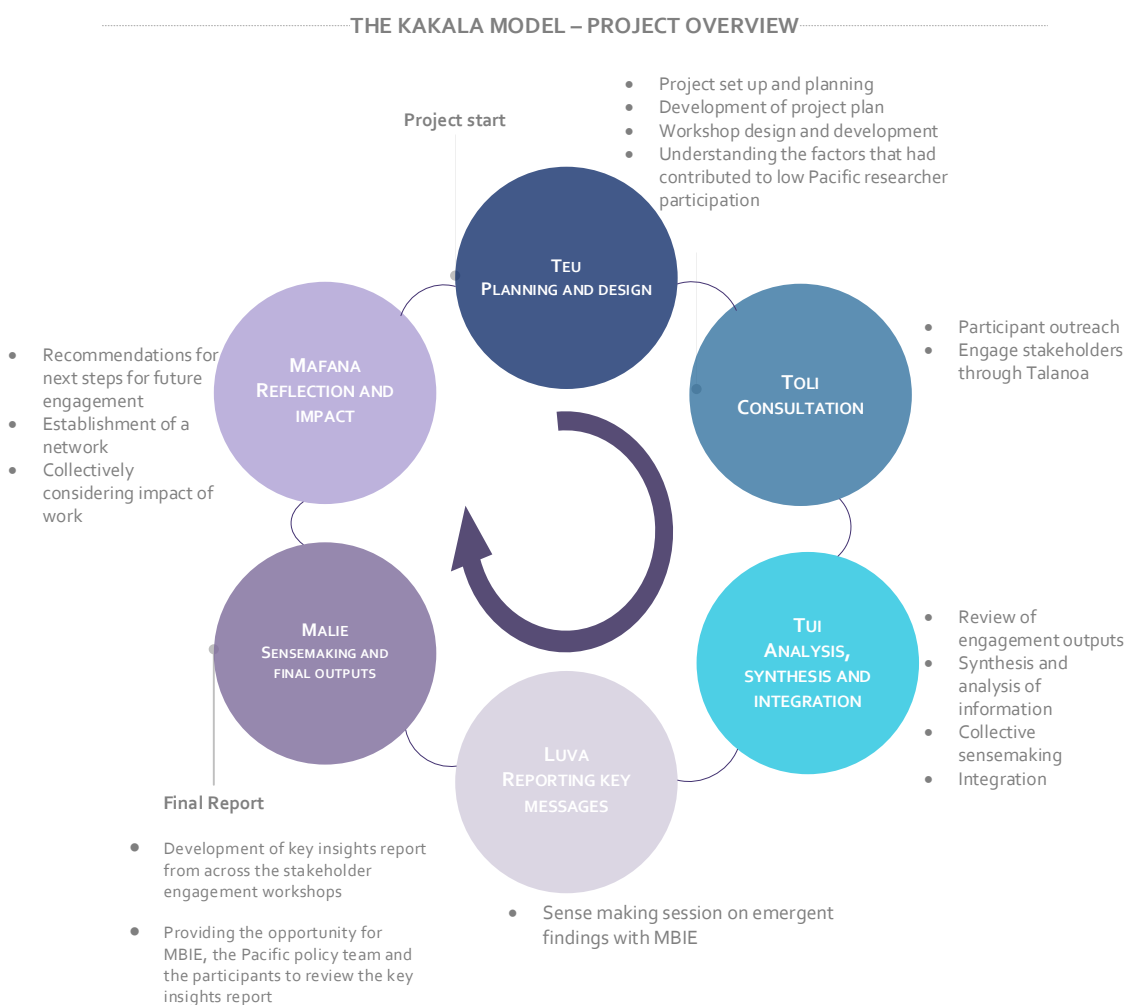 THE KAKALA MODEL – PROJECT OVERVIEW
Project start
• Project set up and planning
• Development of project plan
• Workshop design and development
• Understanding the factors that had
contributed to low Pacific researcher
participation
TEU
PLANNING AND DESIGN
TOLI
CONSULTATION
• Participant outreach
• Engage stakeholders
through Talanoa
TUI
ANALYSIS,
SYNTHESIS AND
INTEGRATION
• Review of
engagement outputs
• Synthesis and
analysis of
information
• Collective
sensemaking
• Integration
LUVA
REPORTING KEY
MESSAGES
• Sense making session on emergent
findings with MBIE
MALIE
SENSEMAKING AND
FINAL OUTPUTS
Final Report
• Development of key insights report
from across the stakeholder
engagement workshops
• Providing the opportunity for
MBIE, the Pacific policy team and
the participants to review the key
insights report
MAFANA
REFLECTION AND
IMPACT
• Recommendations for
next steps for future
engagement
• Establishment of a
network
• Collectively
considering impact of
work